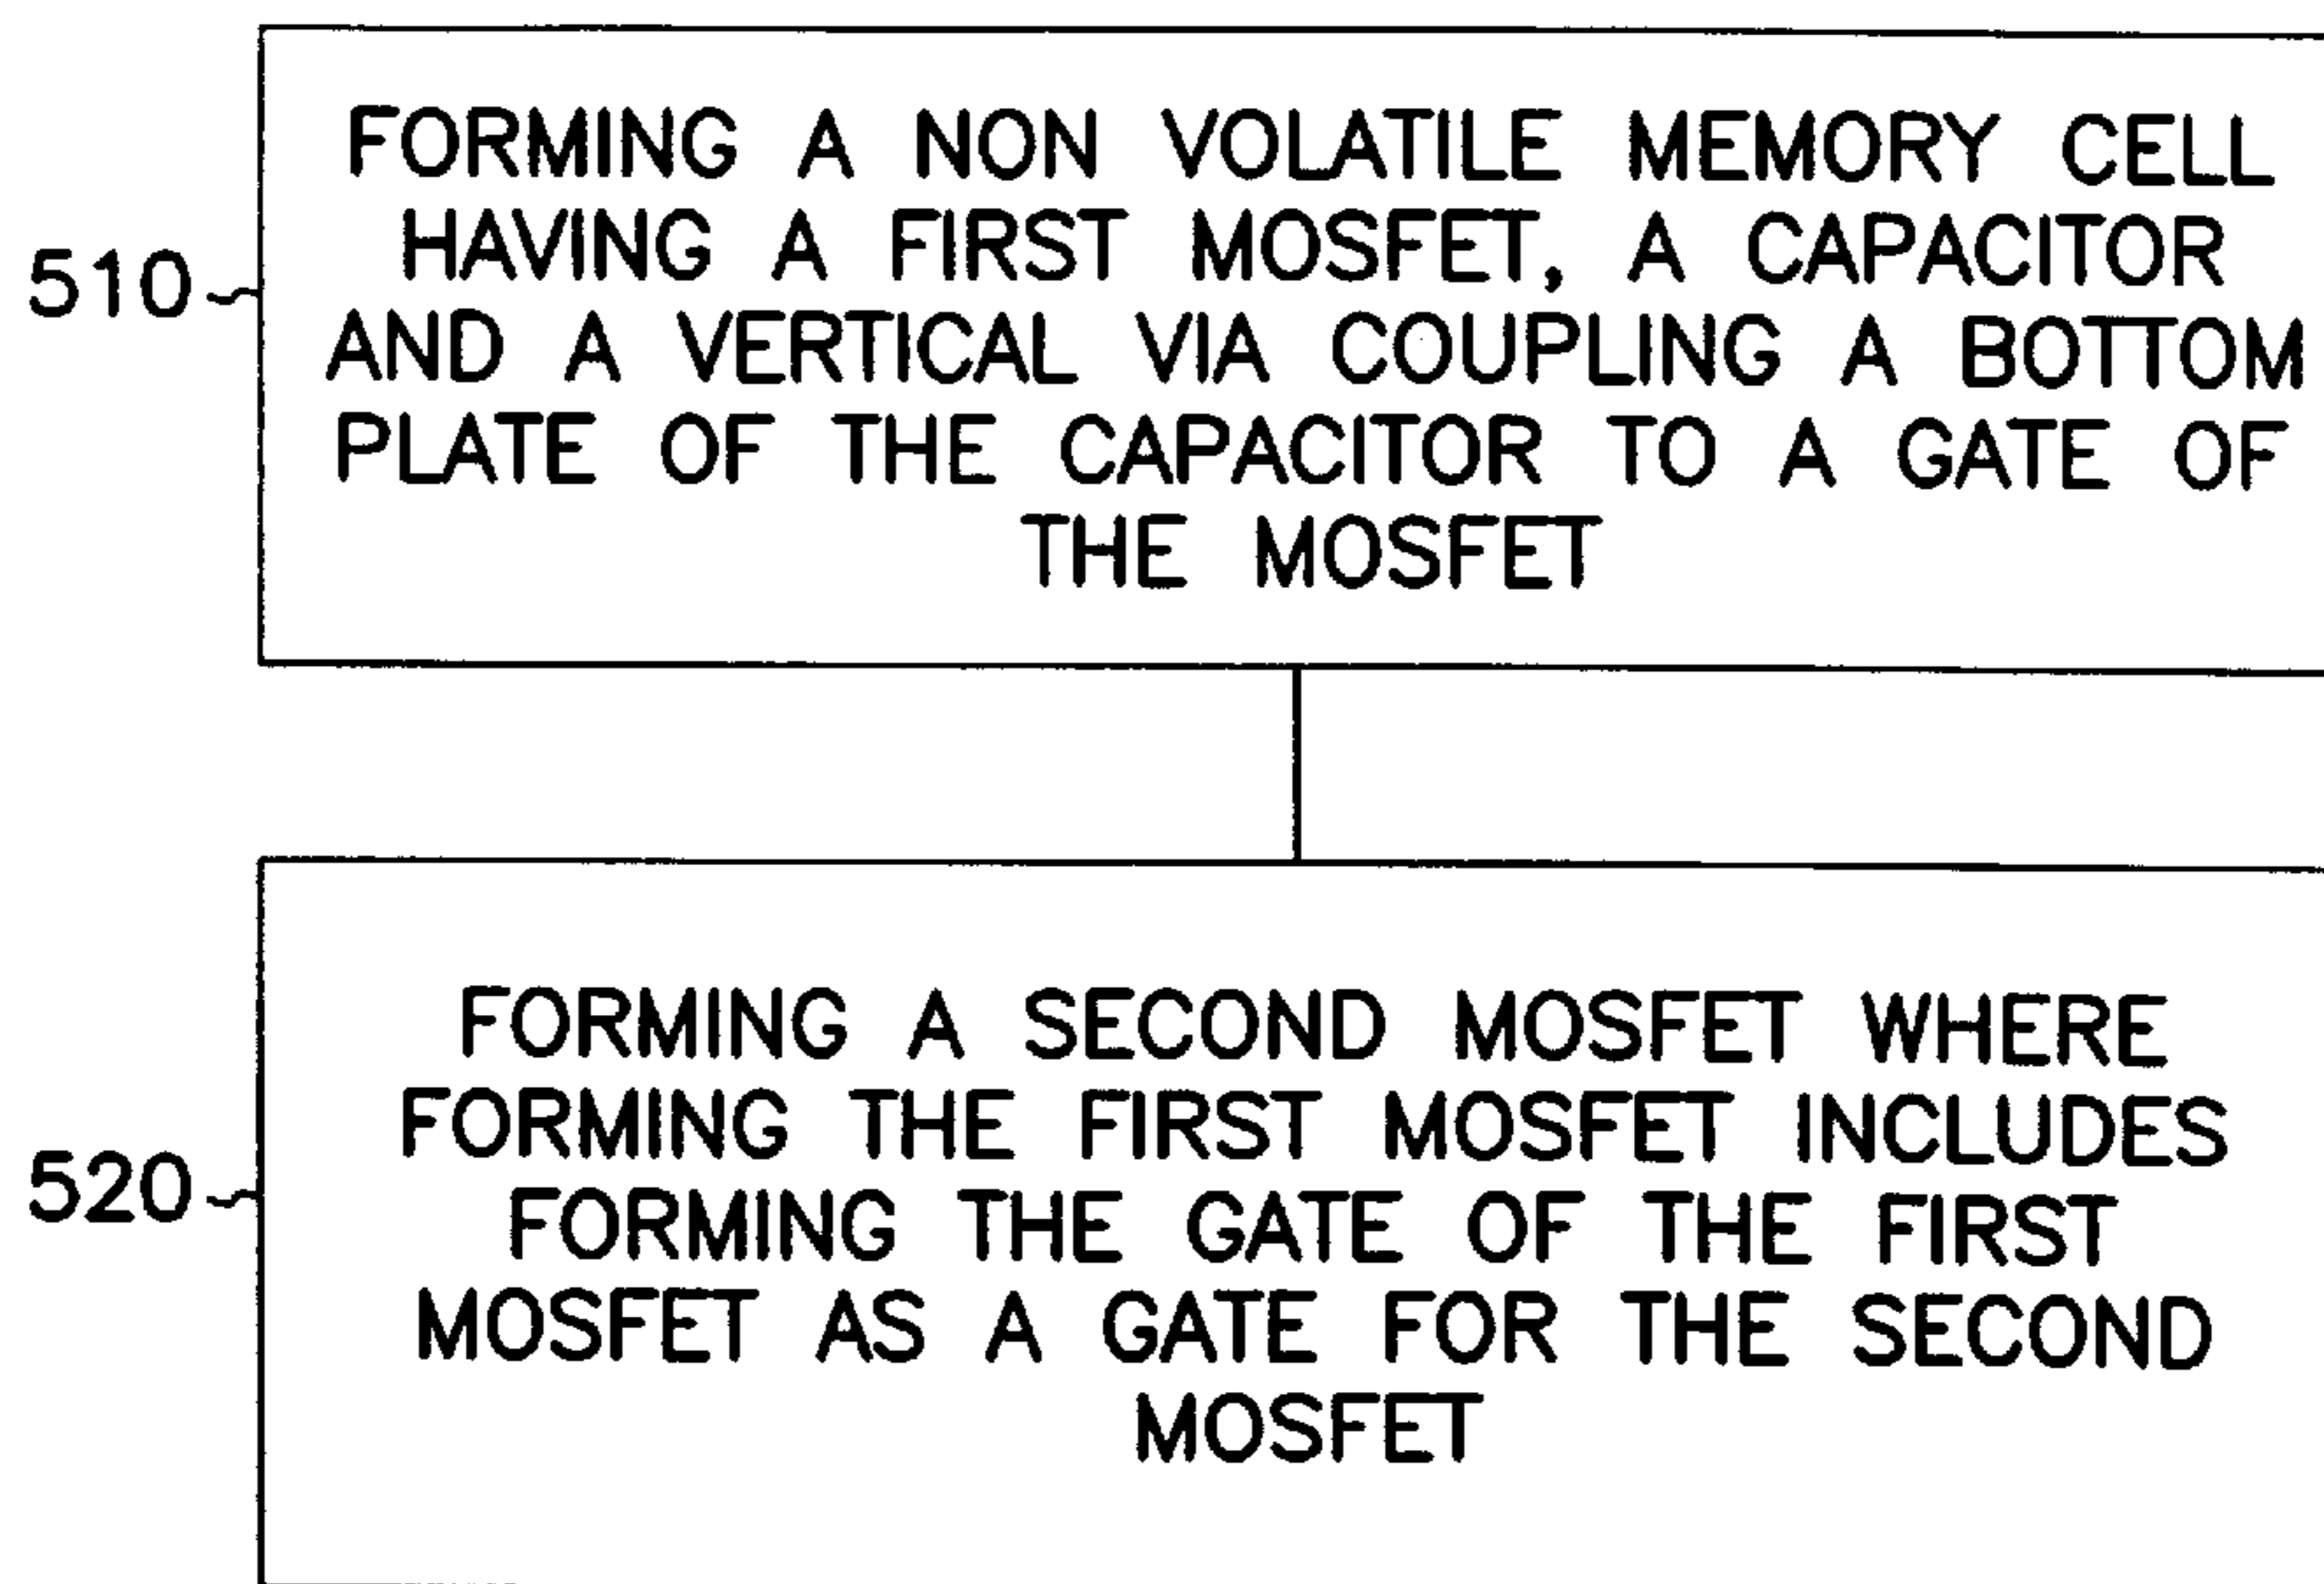 FORMING A NON VOLATILE MEMORY CELL
HAVING A FIRST MOSFET, A CAPACITOR
510
AND A VERTICAL VIA COUPLING A BOTTOM
PLATE OF THE CAPACITOR TO A GATE OF
THE MOSFET
FORMING A SECOND MOSFET WHERE
FORMING THE FIRST MOSFET INCLUDES
520
FORMING THE GATE OF THE FIRST
MOSFET AS A GATE FOR THE SECOND
MOSFET